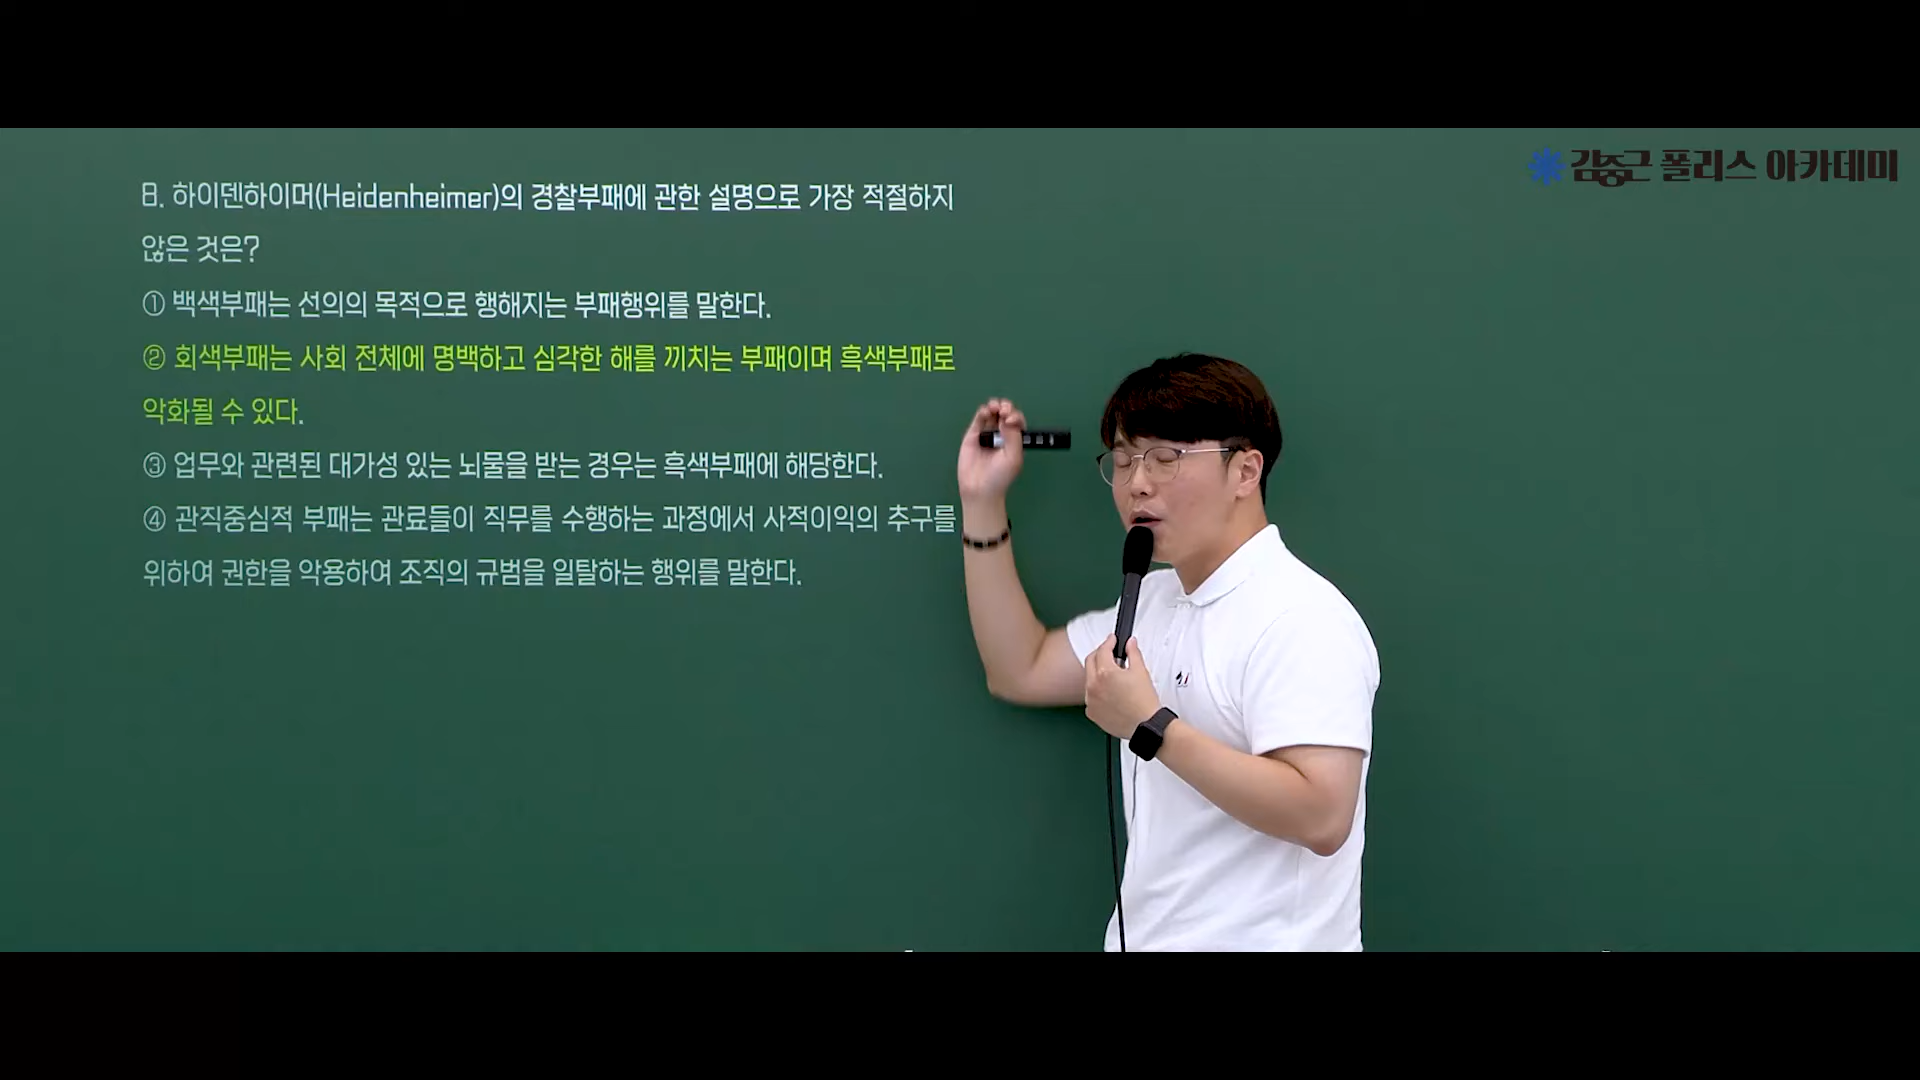 김중근 폴리스 아카데미
8. 하이덴하이머(Heidenheimer)의 경찰부패에 관한 설명으로 가장 적절하지
않은 것은?
① 백색부패는 선의의 목적으로 행해지는 부패행위를 말한다.
② 회색부패는 사회 전체에 명백하고 심각한 해를 끼치는 부패이며 흑색부패로
악화될 수 있다.
③ 업무와 관련된 대가성 있는 뇌물을 받는 경우는 흑색부패에 해당한다.
④ 관직중심적 부패는 관료들이 직무를 수행하는 과정에서 사적이익의 추구를
위하여 권한을 악용하여 조직의 규범을 일탈하는 행위를 말한다.